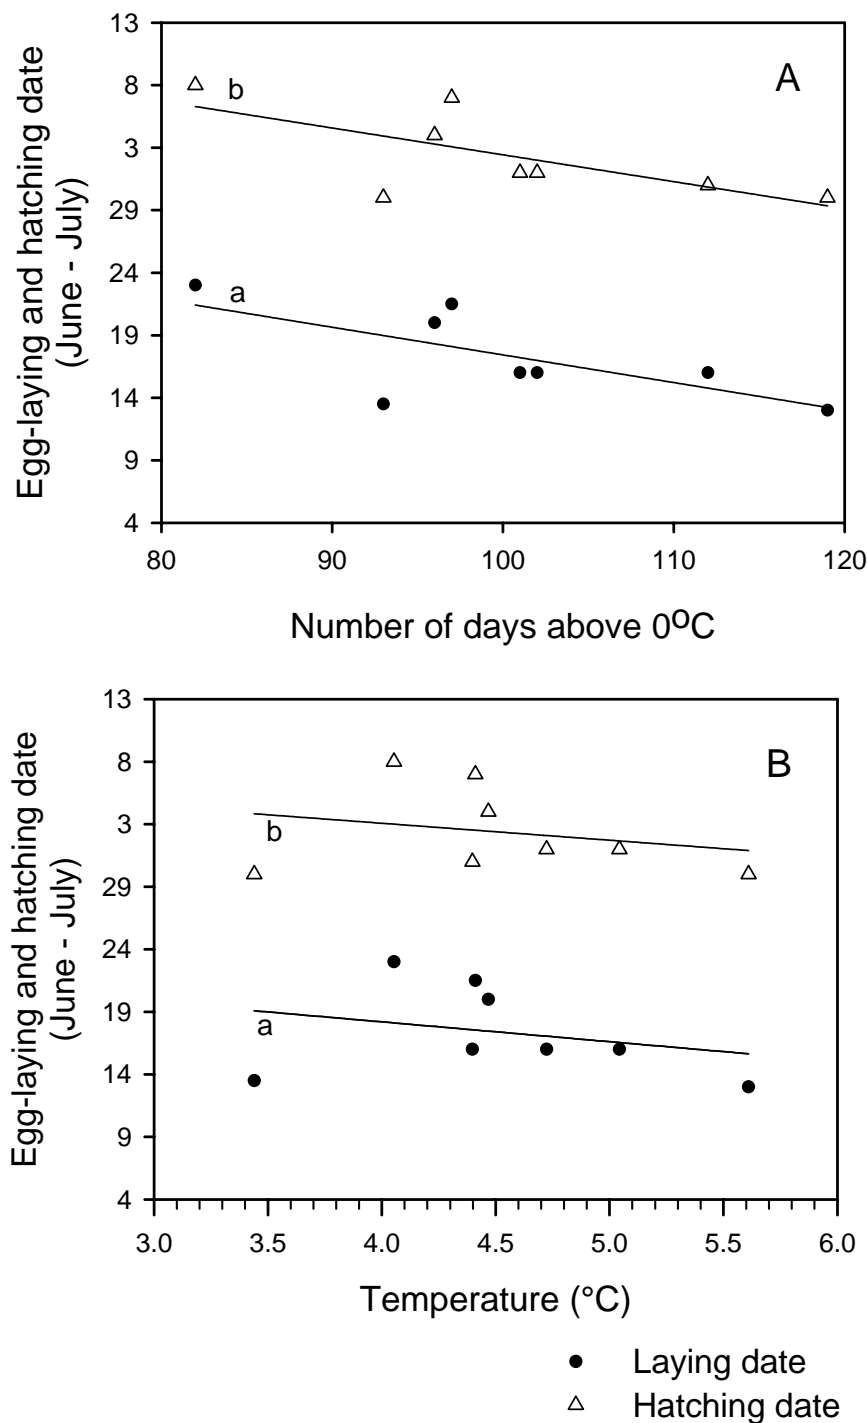 Egg-laying and hatching date
(June - July)
13
8
3
29
24
19
14
9
4
A
b
a
80
90
100
110
120
Number of days above 0°C
Egg-laying and hatching date
(June - July)
13
8
3
29
24
19
14
9
4
B
b
a
3.0
3.5
4.0
4.5
5.0
5.5
6.0
Temperature (°C)
Laying date
Hatching date